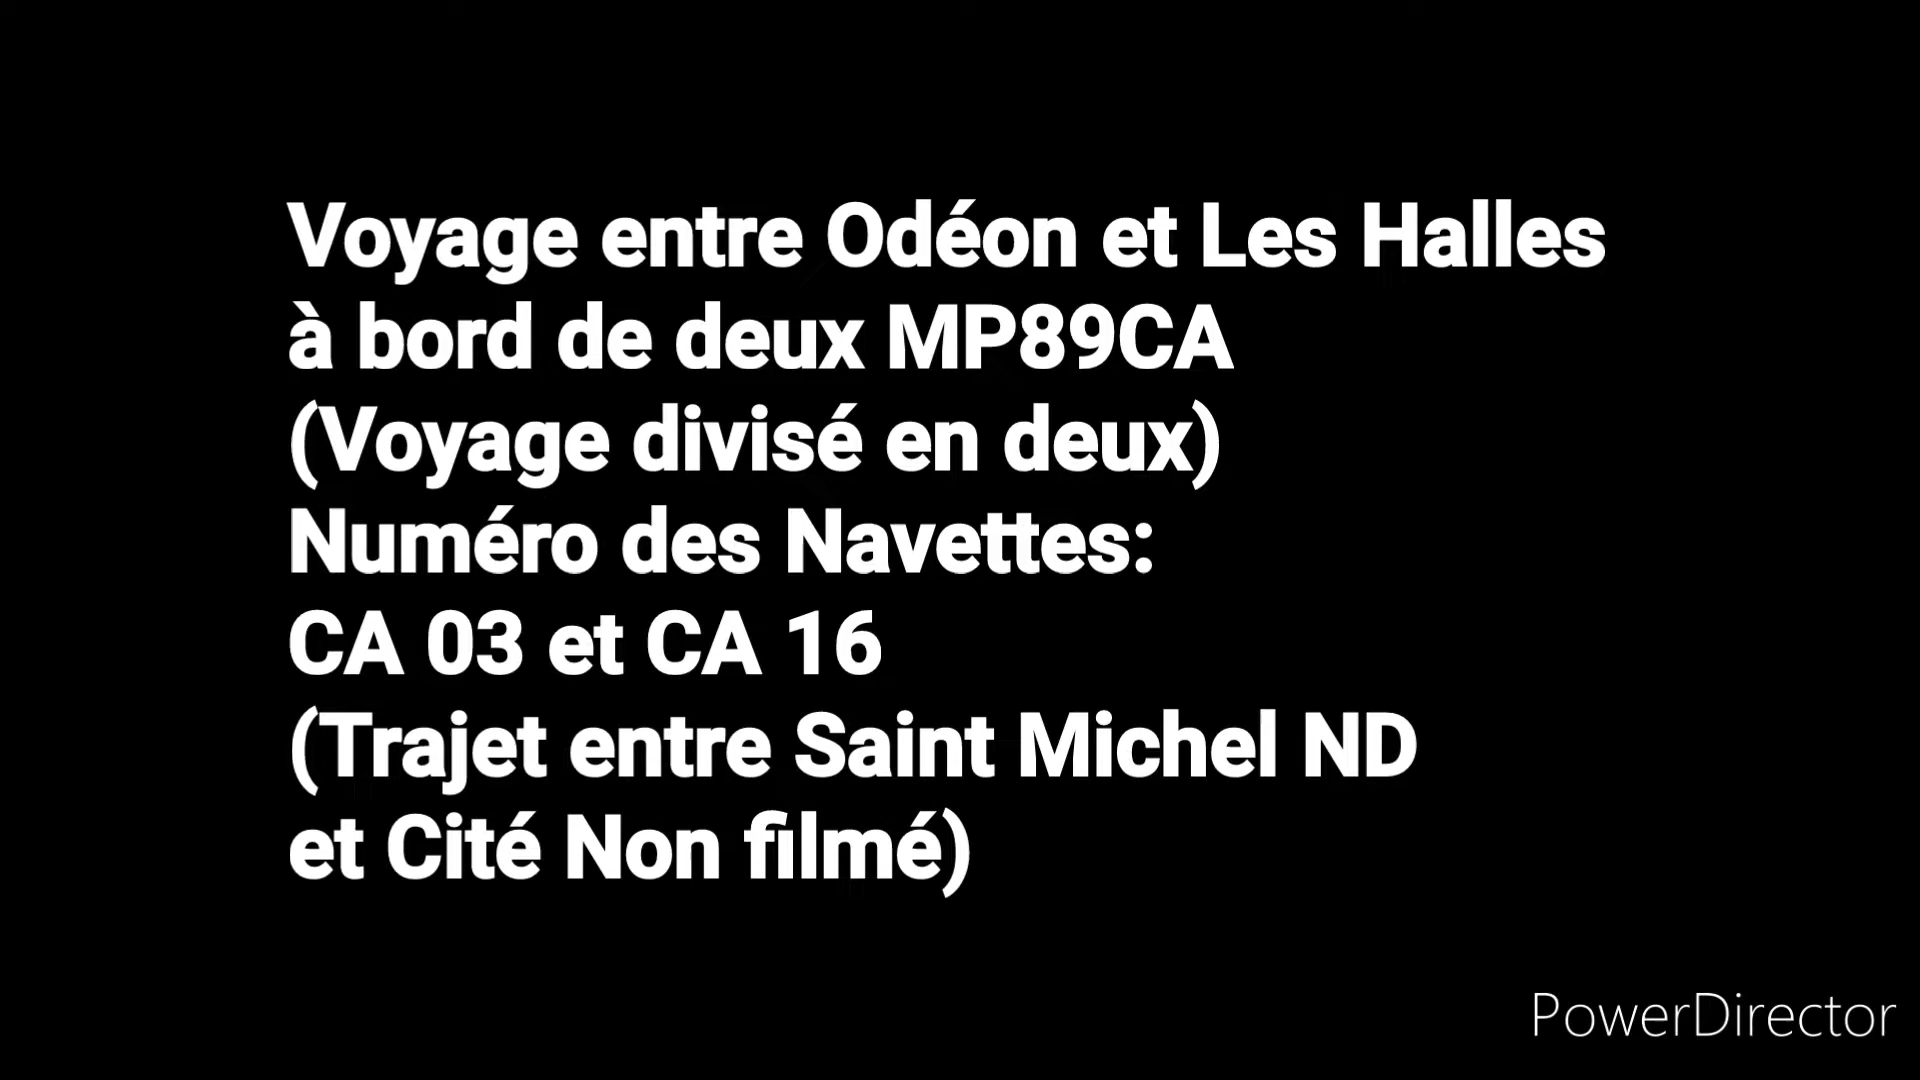 Voyage entre Odéon et Les Halles
à bord de deux MP89CA
(Voyage divisé en deux)
Numéro des Navettes:
CA 03 et CA 16
(Trajet entre Saint Michel ND
et Cité Non filmé)
PowerDirector